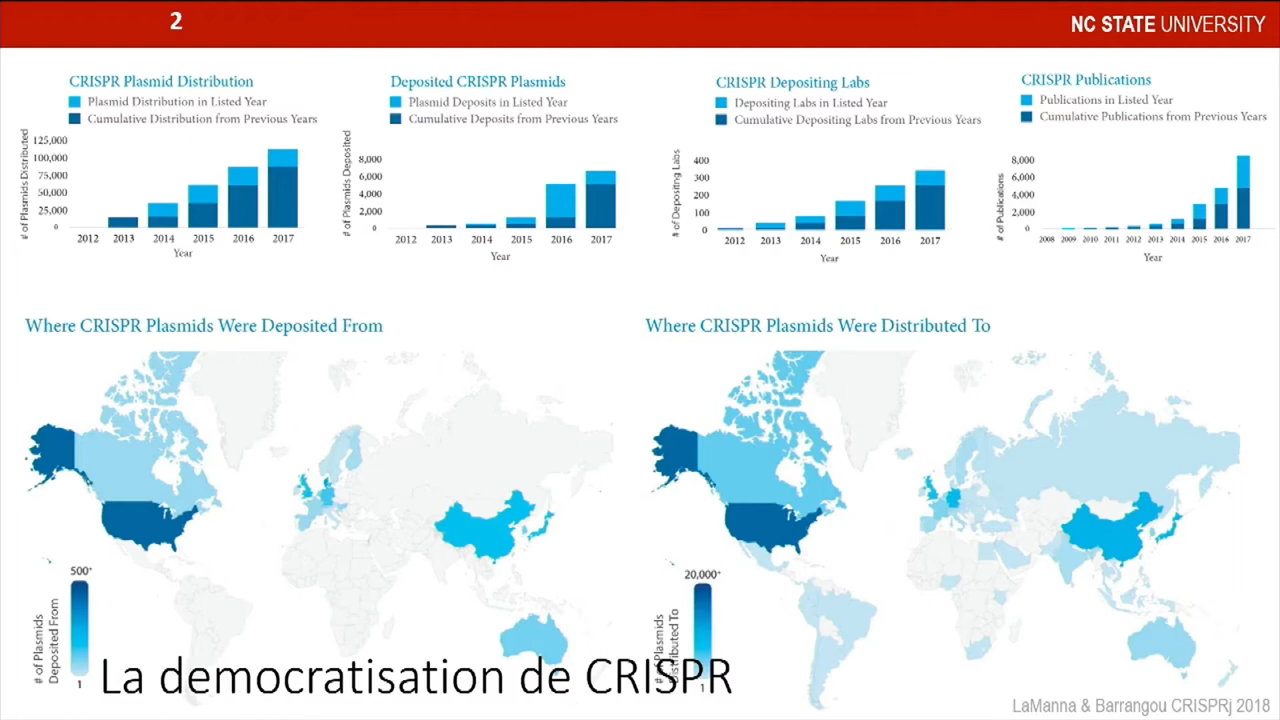 2
NC STATE UNIVERSITY
CRISPR Plasmid Distribution
Plasmid Distribution in Listed Year
Cumulative Distribution from Previous Years
# of Plasmids Distributed
125,000
100,000
75,000
50,000
25,000
0
2012 2013 2014 2015 2016 2017
Year
Deposited CRISPR Plasmids
Plasmid Deposits in Listed Year
Cumulative Deposits from Previous Years
# of Plasmids Deposited
8,000
6,000
4,000
2,000
0
2012 2013 2014 2015 2016 2017
Year
CRISPR Depositing Labs
Depositing Labs in Listed Year
Cumulative Depositing Labs from Previous Years
# of Depositing Labs
400
300
200
100
0
2012 2013 2014 2015 2016 2017
Year
CRISPR Publications
Publications in Listed Year
Cumulative Publications from Previous Years
# of Publications
8,000
6,000
4,000
2,000
0
2008 2009 2010 2011 2012 2013 2014 2015 2016 2017
Year
Where CRISPR Plasmids Were Deposited From
500+
# of Plasmids
Deposited From
1
Where CRISPR Plasmids Were Distributed To
20,000+
# of Plasmids
Distributed To
1
La democratisation de CRISPR
LaManna & Barrangou CRISPRj 2018